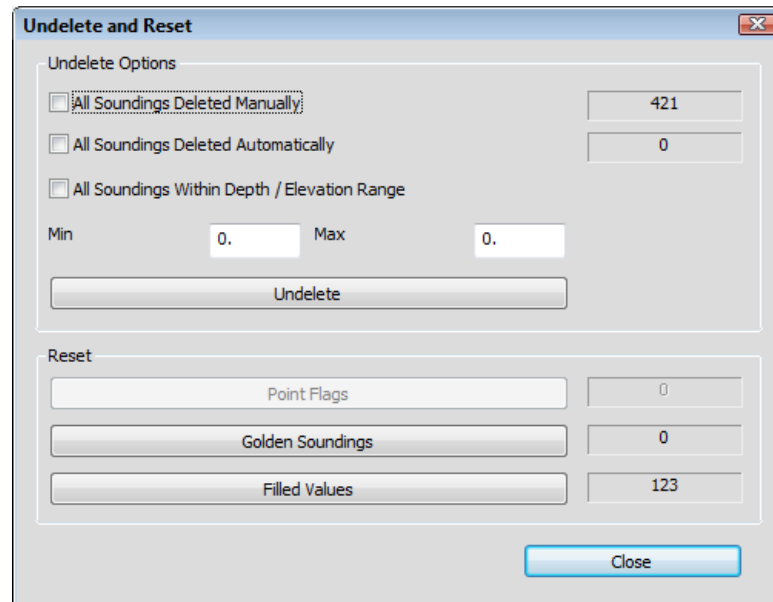 Undelete and Reset
Undelete Options
All Soundings Deleted Manually 421
All Soundings Deleted Automatically 0
All Soundings Within Depth / Elevation Range
Min 0. Max 0.
Undelete
Reset
Point Flags 0
Golden Soundings 0
Filled Values 123
Close